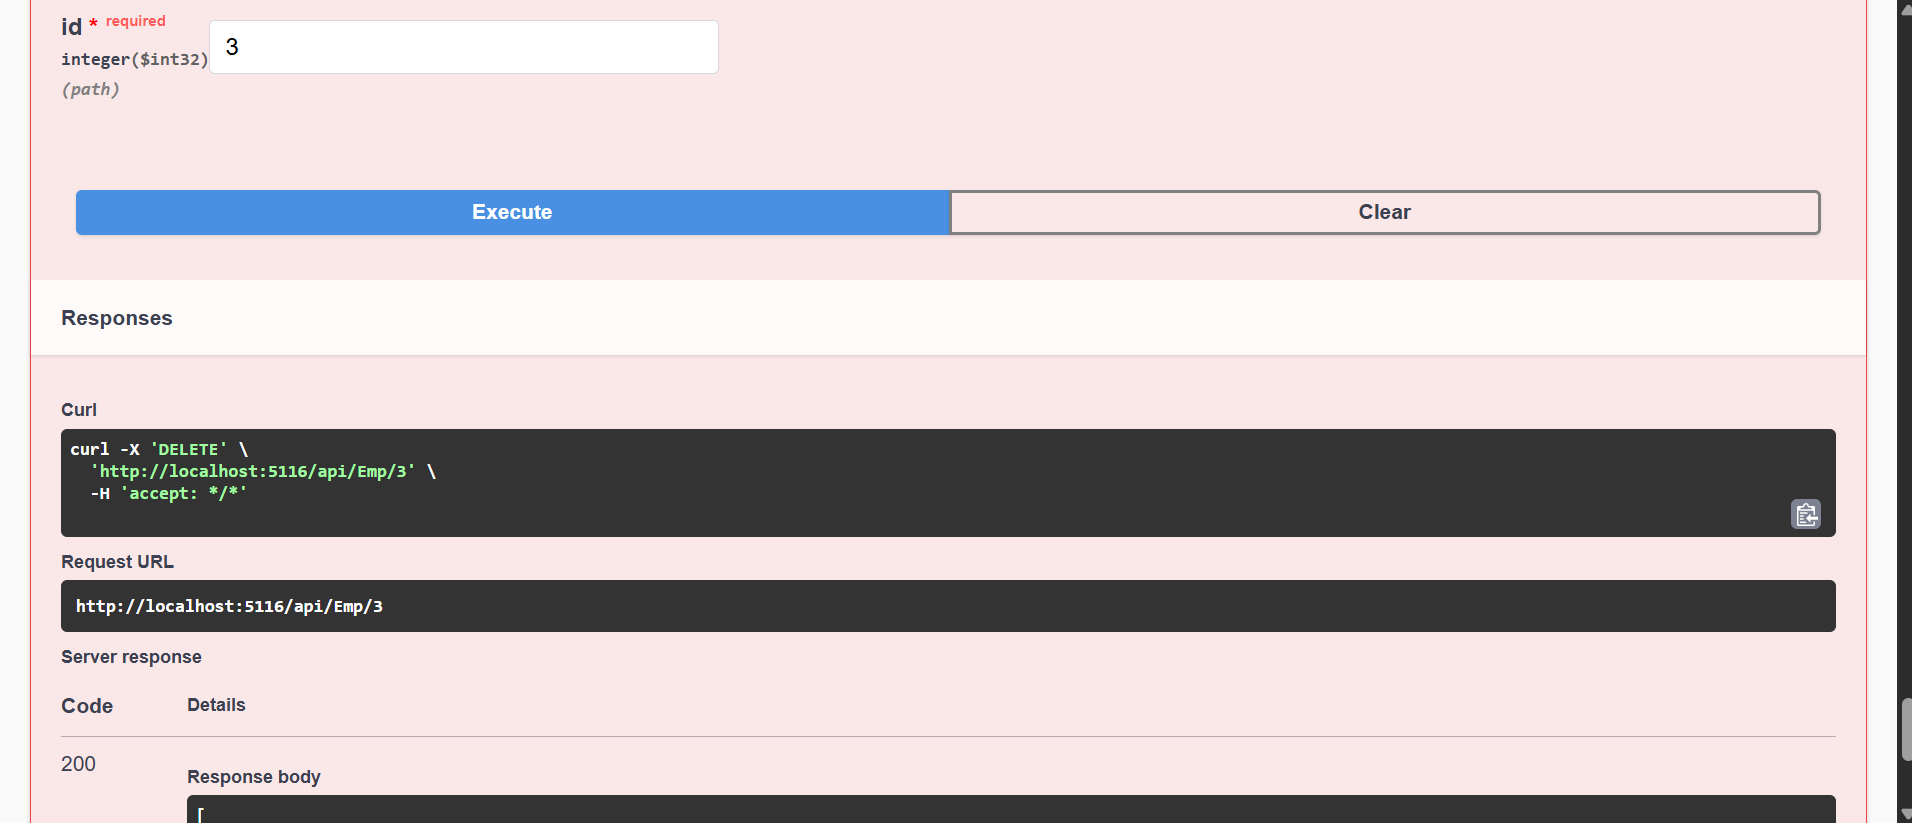 id * required
3
integer($int32)
(path)
Execute
Clear
Responses
Curl
curl -X 'DELETE' \
  'http://localhost:5116/api/Emp/3' \
  -H 'accept: */*'
Request URL
http://localhost:5116/api/Emp/3
Server response
Code Details
200
Response body
[